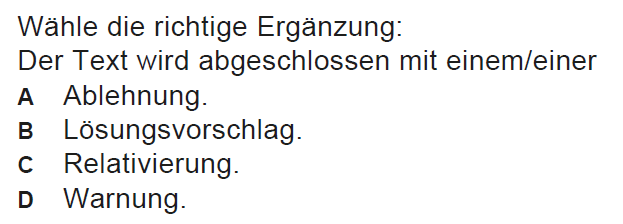 Wähle die richtige Ergänzung:
Der Text wird abgeschlossen mit einem/einer
A Ablehnung.
B Lösungsvorschlag.
C Relativierung.
D Warnung.